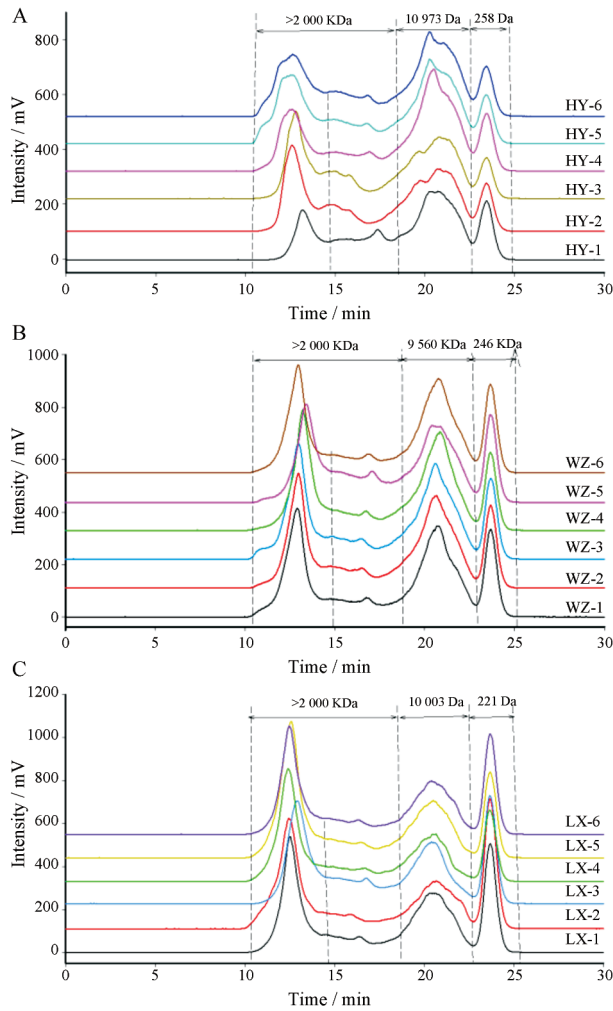 A
>2 000 KDa 10 973 Da 258 Da
800
600
400
200
0
Intensity / mV
HY-6
HY-5
HY-4
HY-3
HY-2
HY-1
0 5 10 15 20 25 30
Time / min
B
>2 000 KDa 9 560 KDa 246 KDa
1000
800
600
400
200
0
Intensity / mV
WZ-6
WZ-5
WZ-4
WZ-3
WZ-2
WZ-1
0 5 10 15 20 25 30
Time / min
C
>2 000 KDa 10 003 Da 221 Da
1200
1000
800
600
400
200
0
Intensity / mV
LX-6
LX-5
LX-4
LX-3
LX-2
LX-1
0 5 10 15 20 25 30
Time / min